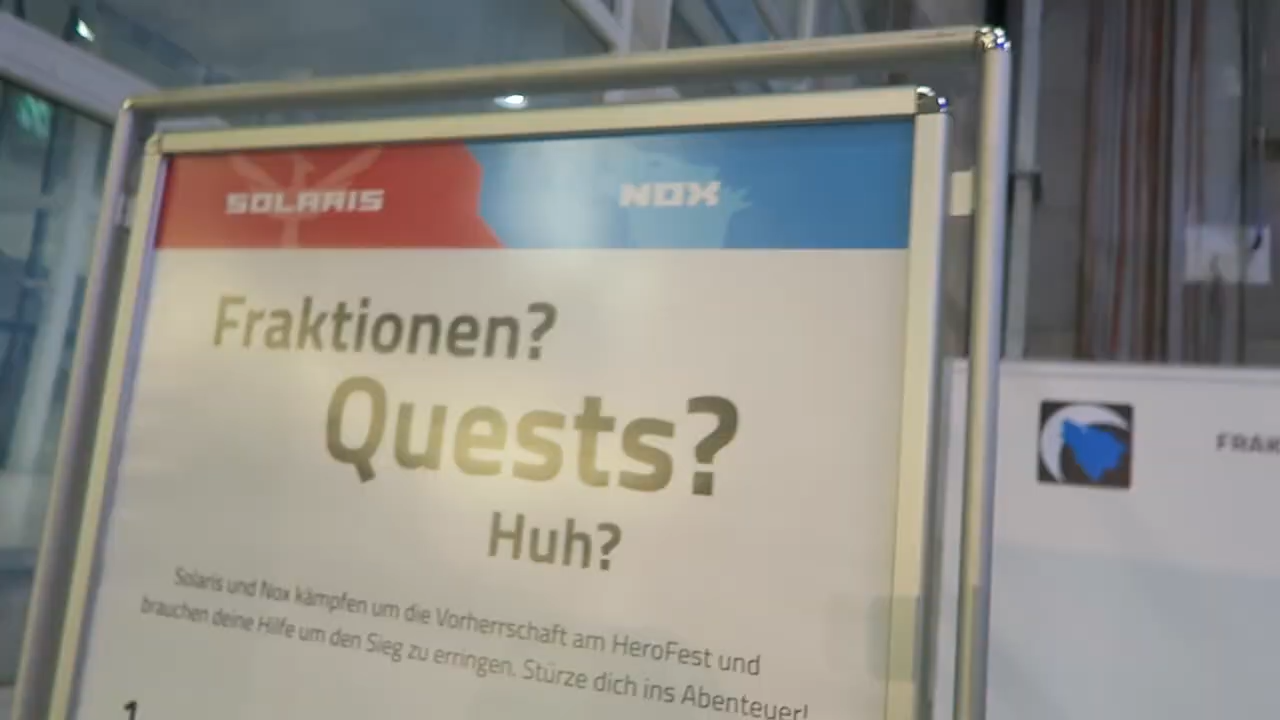 SOLARIS
NOX
Fraktionen?
Quests?
Huh?
Solaris und Nox kämpfen um die Vorherrschaft am HeroFest und
brauchen deine Hilfe um den Sieg zu erringen. Stürze dich ins Abenteuer!
1
FRAK